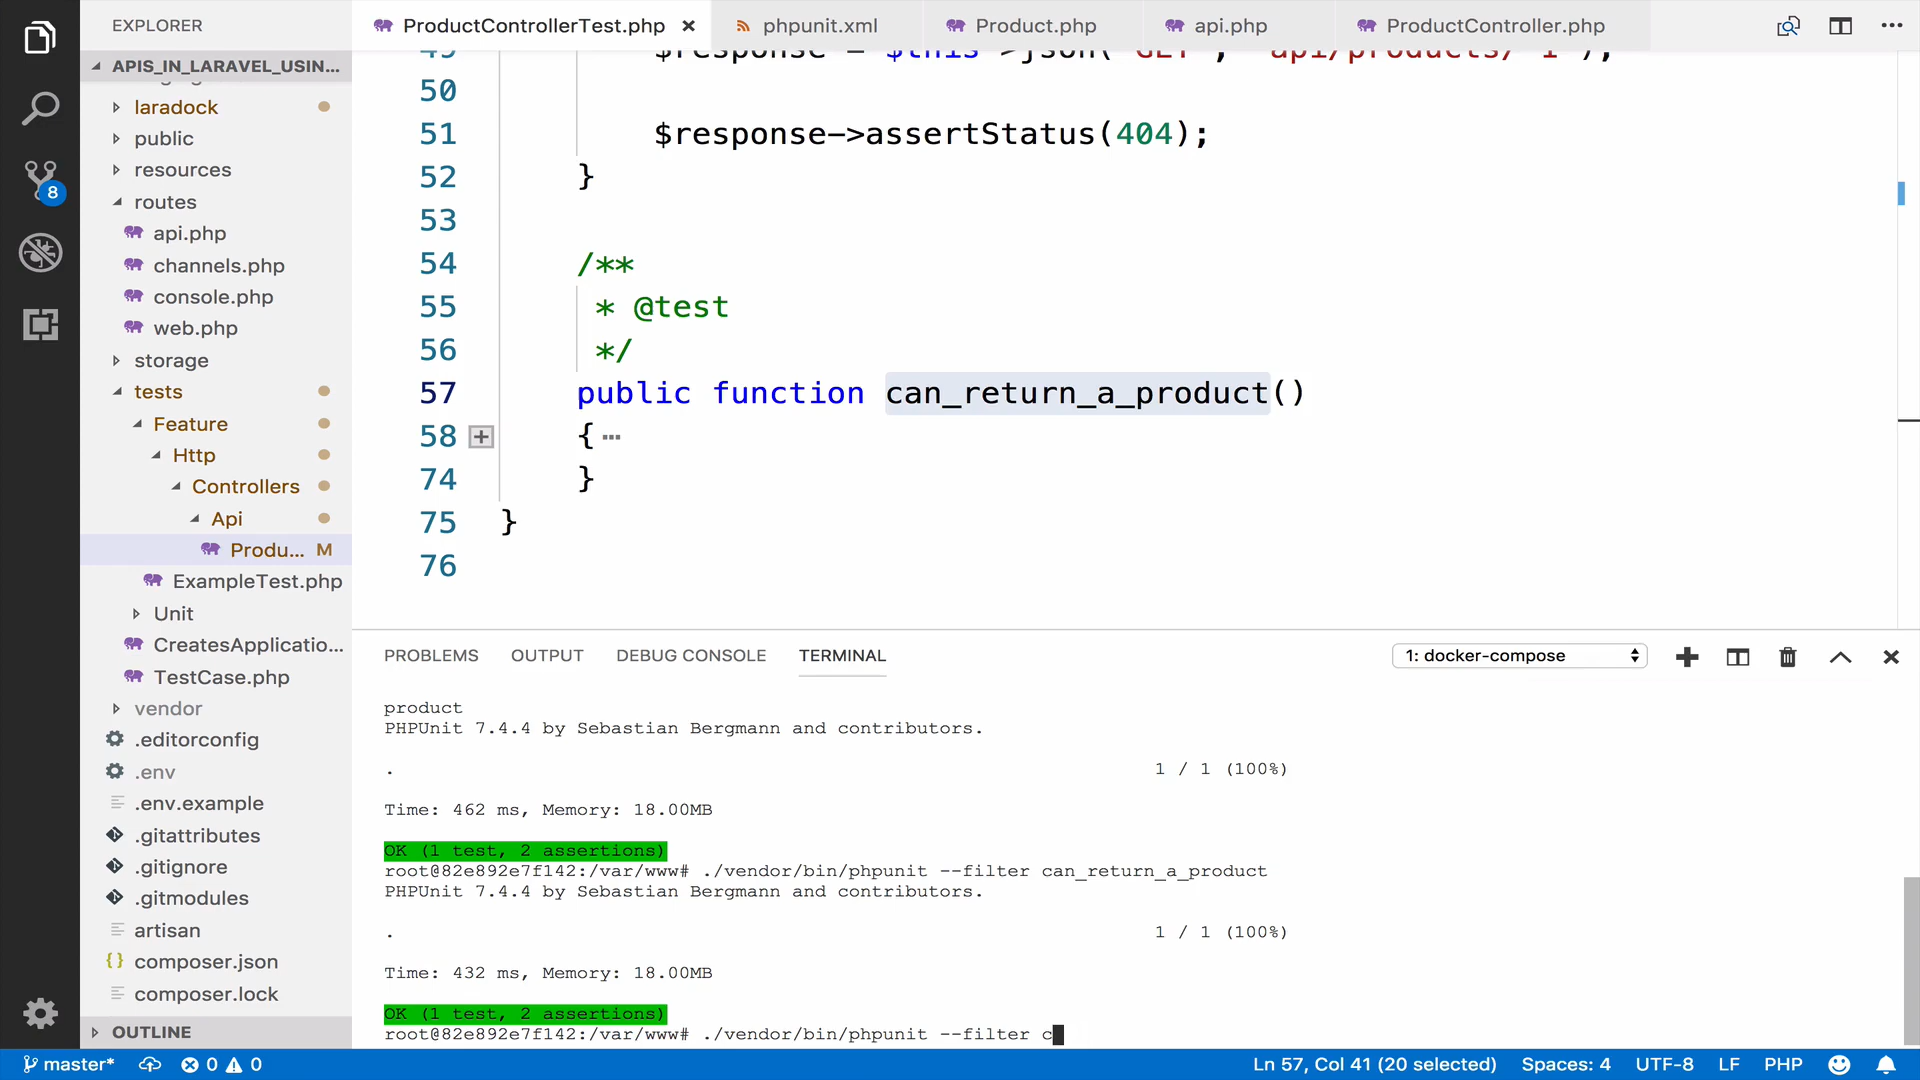 EXPLORER
ProductControllerTest.php
phpunit.xml
Product.php
api.php
ProductController.php
APIS_IN_LARAVEL_USIN...
laradock
public
resources
routes
api.php
channels.php
console.php
web.php
storage
tests
Feature
Http
Controllers
Api
Produ... M
ExampleTest.php
Unit
CreatesApplicatio...
TestCase.php
vendor
.editorconfig
.env
.env.example
.gitattributes
.gitignore
.gitmodules
artisan
composer.json
composer.lock
OUTLINE
8
49 $response = $this->json('GET', 'api/products/-1');
50
51 $response->assertStatus(404);
52 }
53
54 /**
55 * @test
56 */
57 public function can_return_a_product()
58 { ...
74 }
75 }
76
PROBLEMS OUTPUT DEBUG CONSOLE TERMINAL 1: docker-compose
product
PHPUnit 7.4.4 by Sebastian Bergmann and contributors.
. 1 / 1 (100%)
Time: 462 ms, Memory: 18.00MB
OK (1 test, 2 assertions)
root@82e892e7f142:/var/www# ./vendor/bin/phpunit --filter can_return_a_product
PHPUnit 7.4.4 by Sebastian Bergmann and contributors.
. 1 / 1 (100%)
Time: 432 ms, Memory: 18.00MB
OK (1 test, 2 assertions)
root@82e892e7f142:/var/www# ./vendor/bin/phpunit --filter c
master* 0 0 Ln 57, Col 41 (20 selected) Spaces: 4 UTF-8 LF PHP